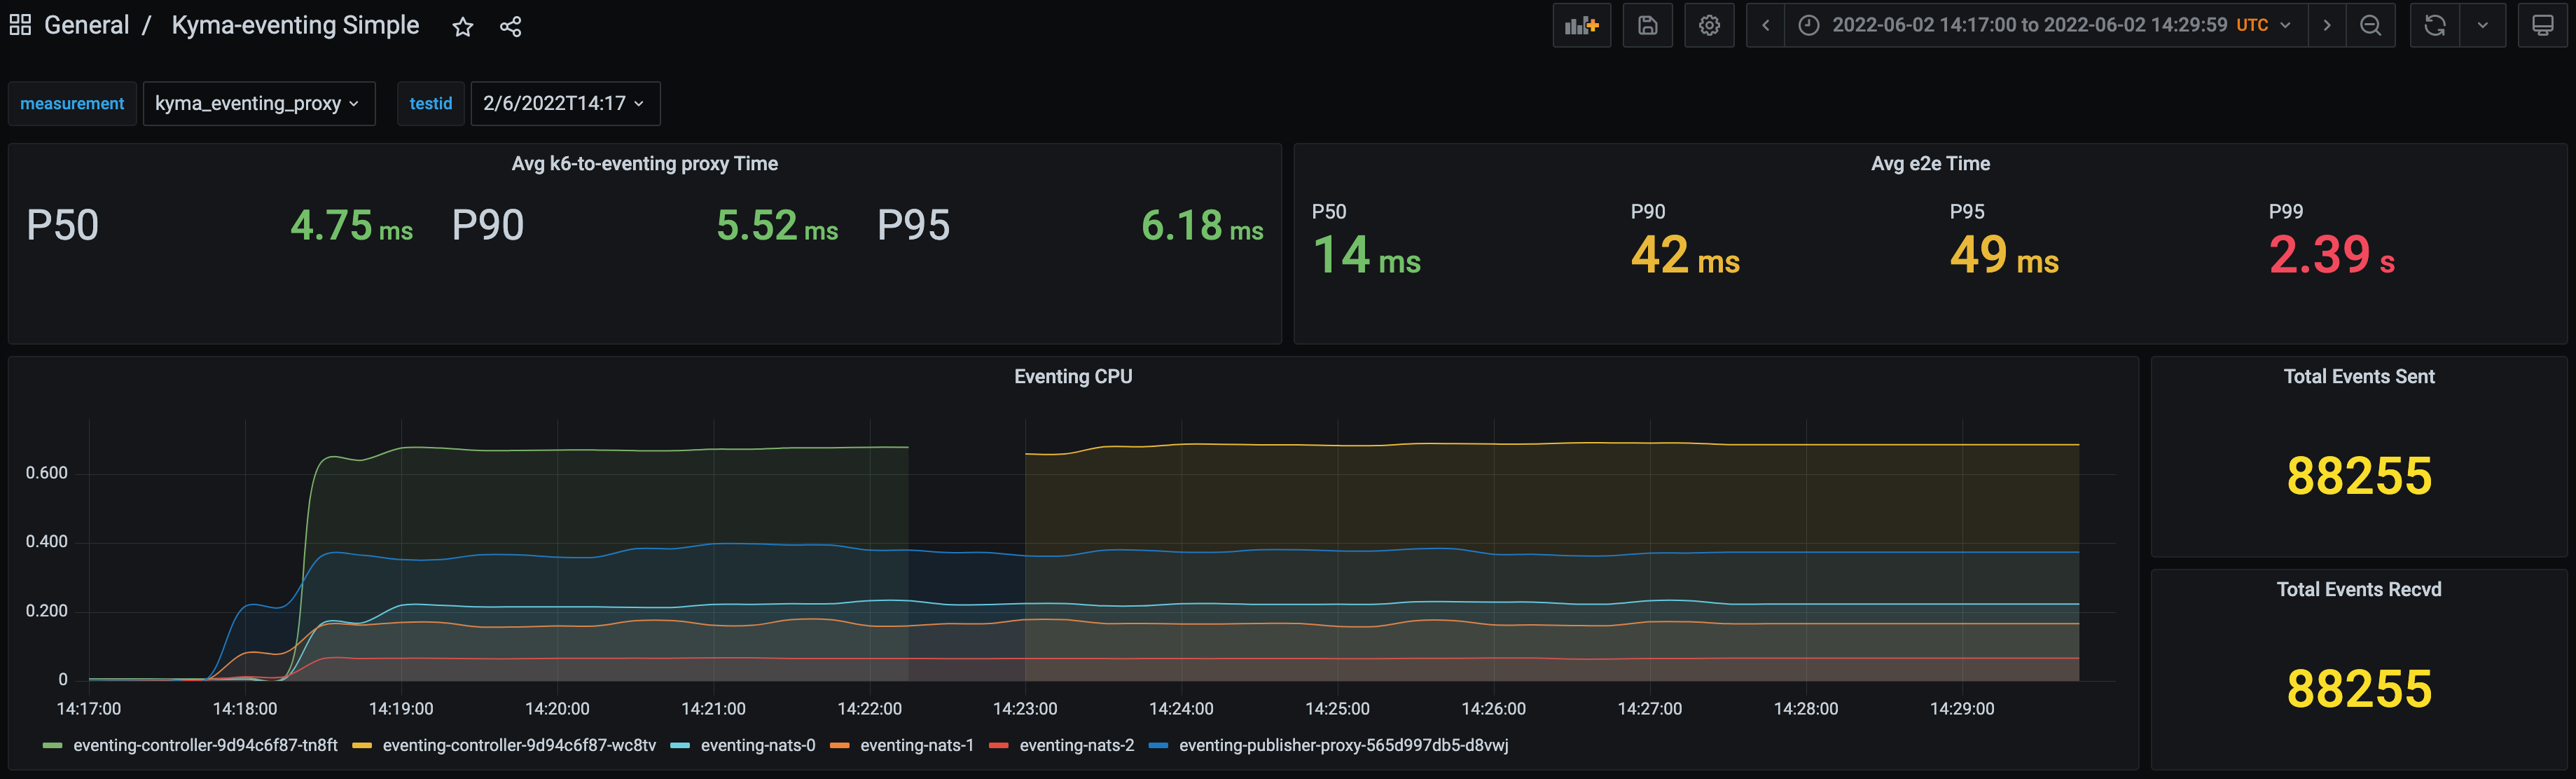 General / Kyma-eventing Simple
2022-06-02 14:17:00 to 2022-06-02 14:29:59 UTC
measurement kyma_eventing_proxy testid 2/6/2022T14:17
Avg k6-to-eventing proxy Time
P50 4.75 ms P90 5.52 ms P95 6.18 ms
Avg e2e Time
P50 P90 P95 P99
14 ms 42 ms 49 ms 2.39 s
Eventing CPU
0.600
0.400
0.200
0
14:17:00 14:18:00 14:19:00 14:20:00 14:21:00 14:22:00 14:23:00 14:24:00 14:25:00 14:26:00 14:27:00 14:28:00 14:29:00
eventing-controller-9d94c6f87-tn8ft eventing-controller-9d94c6f87-wc8tv eventing-nats-0 eventing-nats-1 eventing-nats-2 eventing-publisher-proxy-565d997db5-d8vwj
Total Events Sent
88255
Total Events Recvd
88255